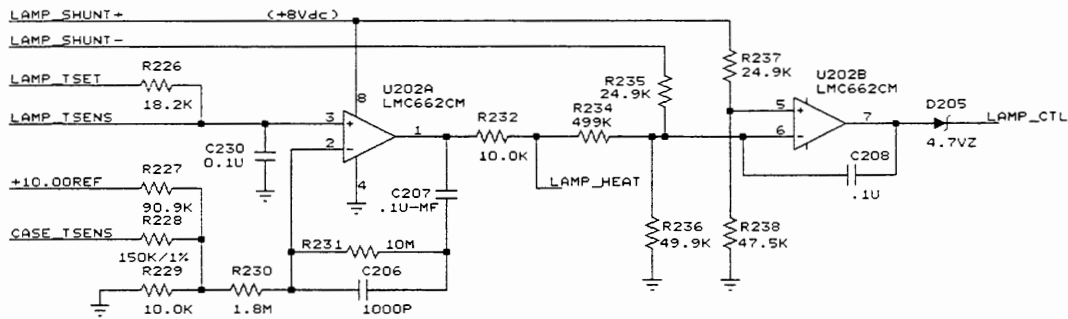 LAMP_SHUNT+ (+8Vdc)
LAMP_SHUNT-
LAMP_TSET
R226
18.2K
LAMP_TSENS
C230
0.1U
+10.00REF
R227
90.9K
CASE_TSENS
R228
150K/1%
R229
10.0K
R230
1.8M
U202A
LMC662CM
8
3
+
2
-
1
4
C207
.1U-MF
R231
10M
C206
1000P
R232
10.0K
LAMP_HEAT
R234
499K
R235
24.9K
R236
49.9K
R237
24.9K
R238
47.5K
U202B
LMC662CM
5
+
6
-
7
C208
.1U
D205
4.7VZ
LAMP_CTL